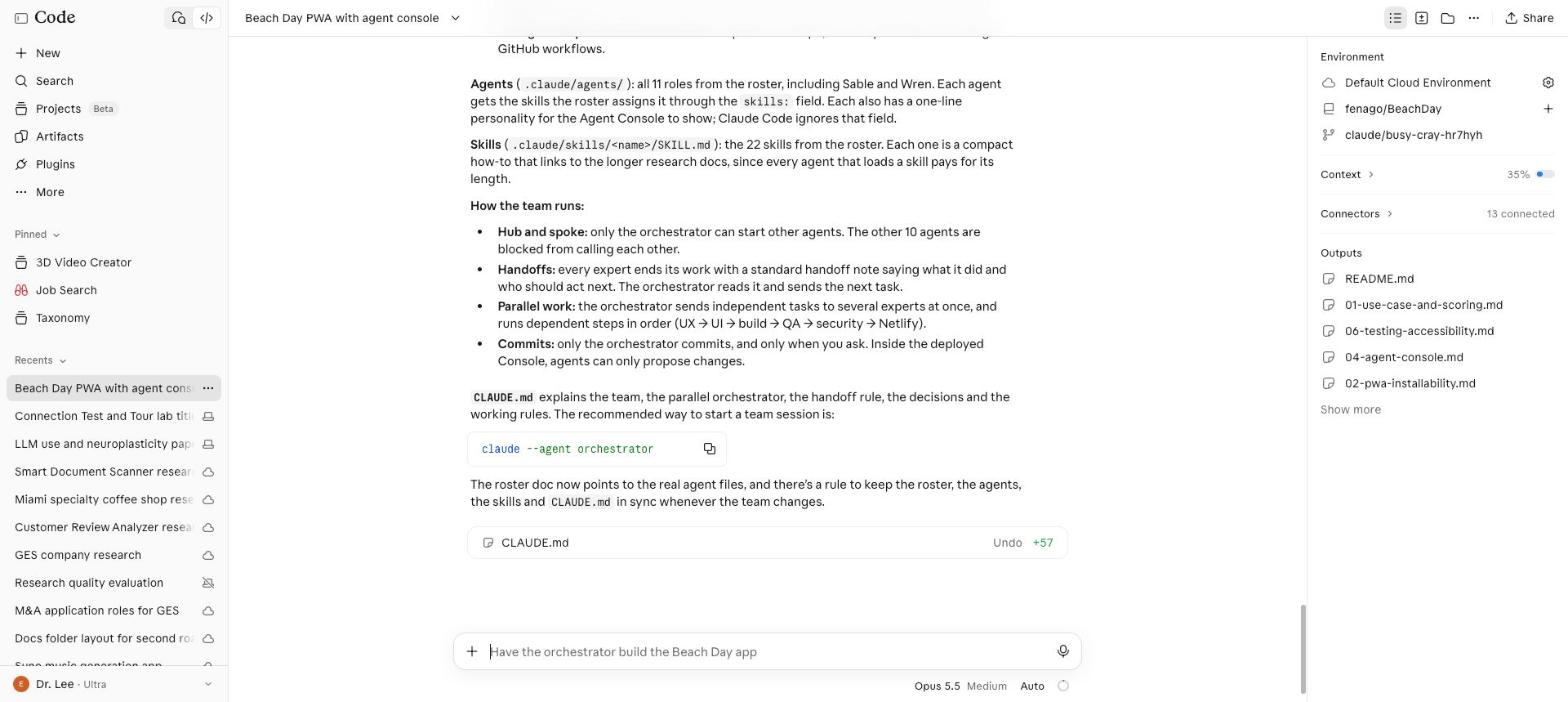 Code
New
Search
Projects Beta
Artifacts
Plugins
More
Pinned
3D Video Creator
Job Search
Taxonomy
Recents
Beach Day PWA with agent cons
Connection Test and Tour lab titl
LLM use and neuroplasticity pap
Smart Document Scanner resear
Miami specialty coffee shop rese
Customer Review Analyzer resea
GES company research
Research quality evaluation
M&A application roles for GES
Docs folder layout for second ro
Suno music generation app
E Dr. Lee · Ultra
Beach Day PWA with agent console
Share
GitHub workflows.
Agents ( .claude/agents/ ): all 11 roles from the roster, including Sable and Wren. Each agent
gets the skills the roster assigns it through the skills: field. Each also has a one-line
personality for the Agent Console to show; Claude Code ignores that field.
Skills ( .claude/skills/<name>/SKILL.md ): the 22 skills from the roster. Each one is a compact
how-to that links to the longer research docs, since every agent that loads a skill pays for its
length.
How the team runs:
• Hub and spoke: only the orchestrator can start other agents. The other 10 agents are
blocked from calling each other.
• Handoffs: every expert ends its work with a standard handoff note saying what it did and
who should act next. The orchestrator reads it and sends the next task.
• Parallel work: the orchestrator sends independent tasks to several experts at once, and
runs dependent steps in order (UX → UI → build → QA → security → Netlify).
• Commits: only the orchestrator commits, and only when you ask. Inside the deployed
Console, agents can only propose changes.
CLAUDE.md explains the team, the parallel orchestrator, the handoff rule, the decisions and the
working rules. The recommended way to start a team session is:
claude --agent orchestrator
The roster doc now points to the real agent files, and there's a rule to keep the roster, the agents,
the skills and CLAUDE.md in sync whenever the team changes.
CLAUDE.md Undo +57
Have the orchestrator build the Beach Day app
Opus 5.5 Medium Auto
Environment
Default Cloud Environment
fenago/BeachDay
claude/busy-cray-hr7hyh
Context 35%
Connectors 13 connected
Outputs
README.md
01-use-case-and-scoring.md
06-testing-accessibility.md
04-agent-console.md
02-pwa-installability.md
Show more